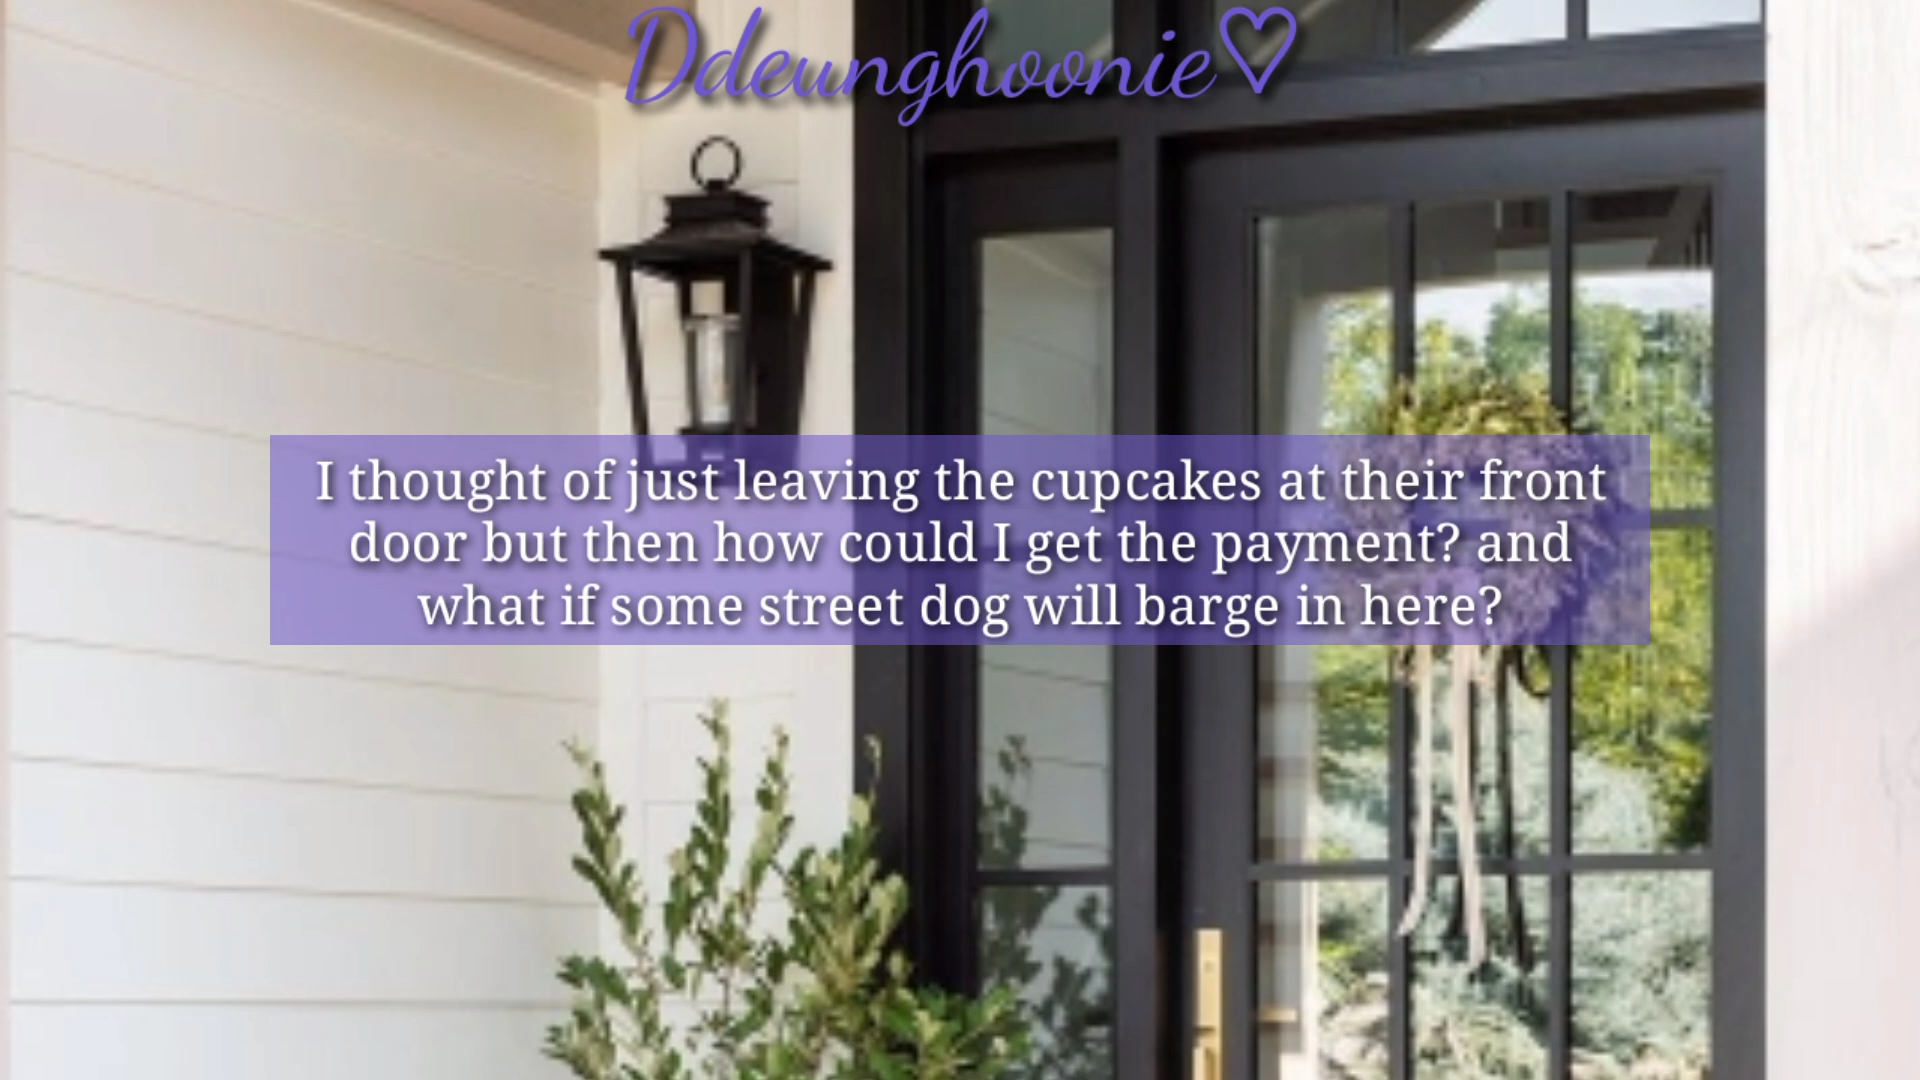 Ddeunghoonie♡
I thought of just leaving the cupcakes at their front
door but then how could I get the payment? and
what if some street dog will barge in here?